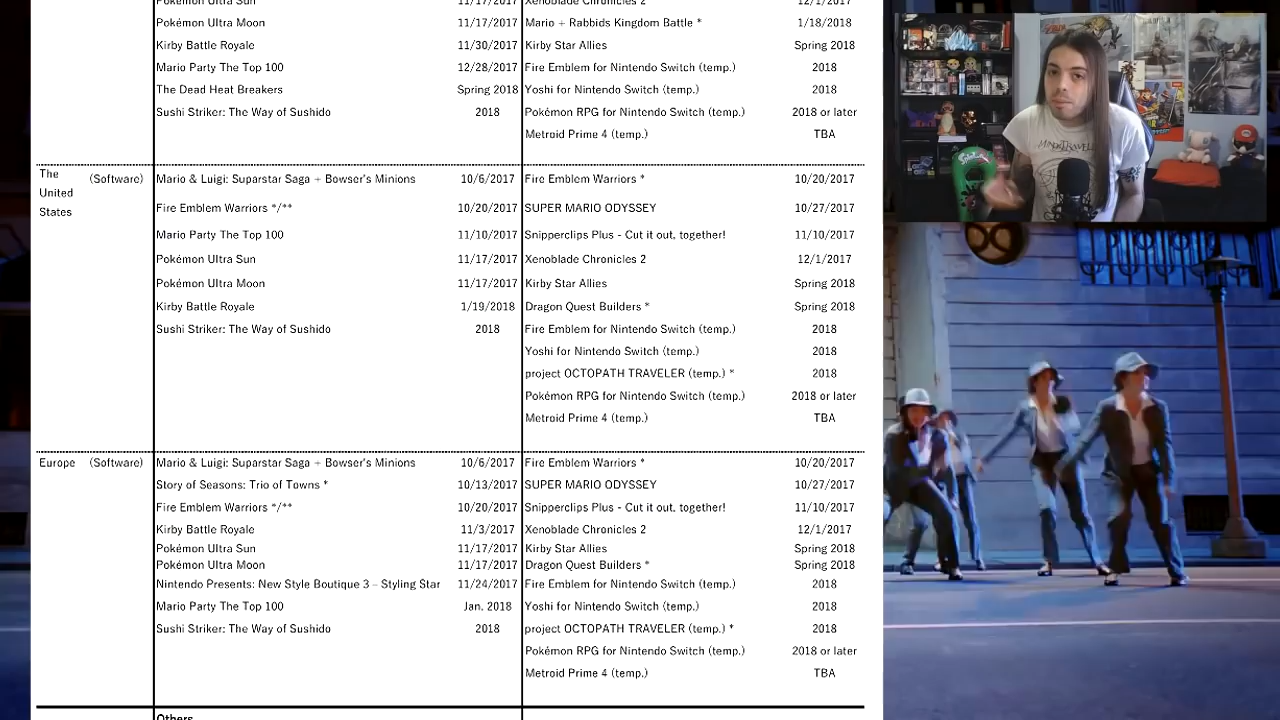 Pokémon Ultra Sun 11/17/2017 Xenoblade Chronicles 2 12/1/2017
Pokémon Ultra Moon 11/17/2017 Mario + Rabbids Kingdom Battle * 1/18/2018
Kirby Battle Royale 11/30/2017 Kirby Star Allies Spring 2018
Mario Party The Top 100 12/28/2017 Fire Emblem for Nintendo Switch (temp.) 2018
The Dead Heat Breakers Spring 2018 Yoshi for Nintendo Switch (temp.) 2018
Sushi Striker: The Way of Sushido 2018 Pokémon RPG for Nintendo Switch (temp.) 2018 or later
Metroid Prime 4 (temp.) TBA
The United States (Software) Mario & Luigi: Suparstar Saga + Bowser's Minions 10/6/2017 Fire Emblem Warriors * 10/20/2017
Fire Emblem Warriors */** 10/20/2017 SUPER MARIO ODYSSEY 10/27/2017
Mario Party The Top 100 11/10/2017 Snipperclips Plus - Cut it out, together! 11/10/2017
Pokémon Ultra Sun 11/17/2017 Xenoblade Chronicles 2 12/1/2017
Pokémon Ultra Moon 11/17/2017 Kirby Star Allies Spring 2018
Kirby Battle Royale 1/19/2018 Dragon Quest Builders * Spring 2018
Sushi Striker: The Way of Sushido 2018 Fire Emblem for Nintendo Switch (temp.) 2018
Yoshi for Nintendo Switch (temp.) 2018
project OCTOPATH TRAVELER (temp.) * 2018
Pokémon RPG for Nintendo Switch (temp.) 2018 or later
Metroid Prime 4 (temp.) TBA
Europe (Software) Mario & Luigi: Suparstar Saga + Bowser's Minions 10/6/2017 Fire Emblem Warriors * 10/20/2017
Story of Seasons: Trio of Towns * 10/13/2017 SUPER MARIO ODYSSEY 10/27/2017
Fire Emblem Warriors */** 10/20/2017 Snipperclips Plus - Cut it out, together! 11/10/2017
Kirby Battle Royale 11/3/2017 Xenoblade Chronicles 2 12/1/2017
Pokémon Ultra Sun 11/17/2017 Kirby Star Allies Spring 2018
Pokémon Ultra Moon 11/17/2017 Dragon Quest Builders * Spring 2018
Nintendo Presents: New Style Boutique 3 – Styling Star 11/24/2017 Fire Emblem for Nintendo Switch (temp.) 2018
Mario Party The Top 100 Jan. 2018 Yoshi for Nintendo Switch (temp.) 2018
Sushi Striker: The Way of Sushido 2018 project OCTOPATH TRAVELER (temp.) * 2018
Pokémon RPG for Nintendo Switch (temp.) 2018 or later
Metroid Prime 4 (temp.) TBA
Others